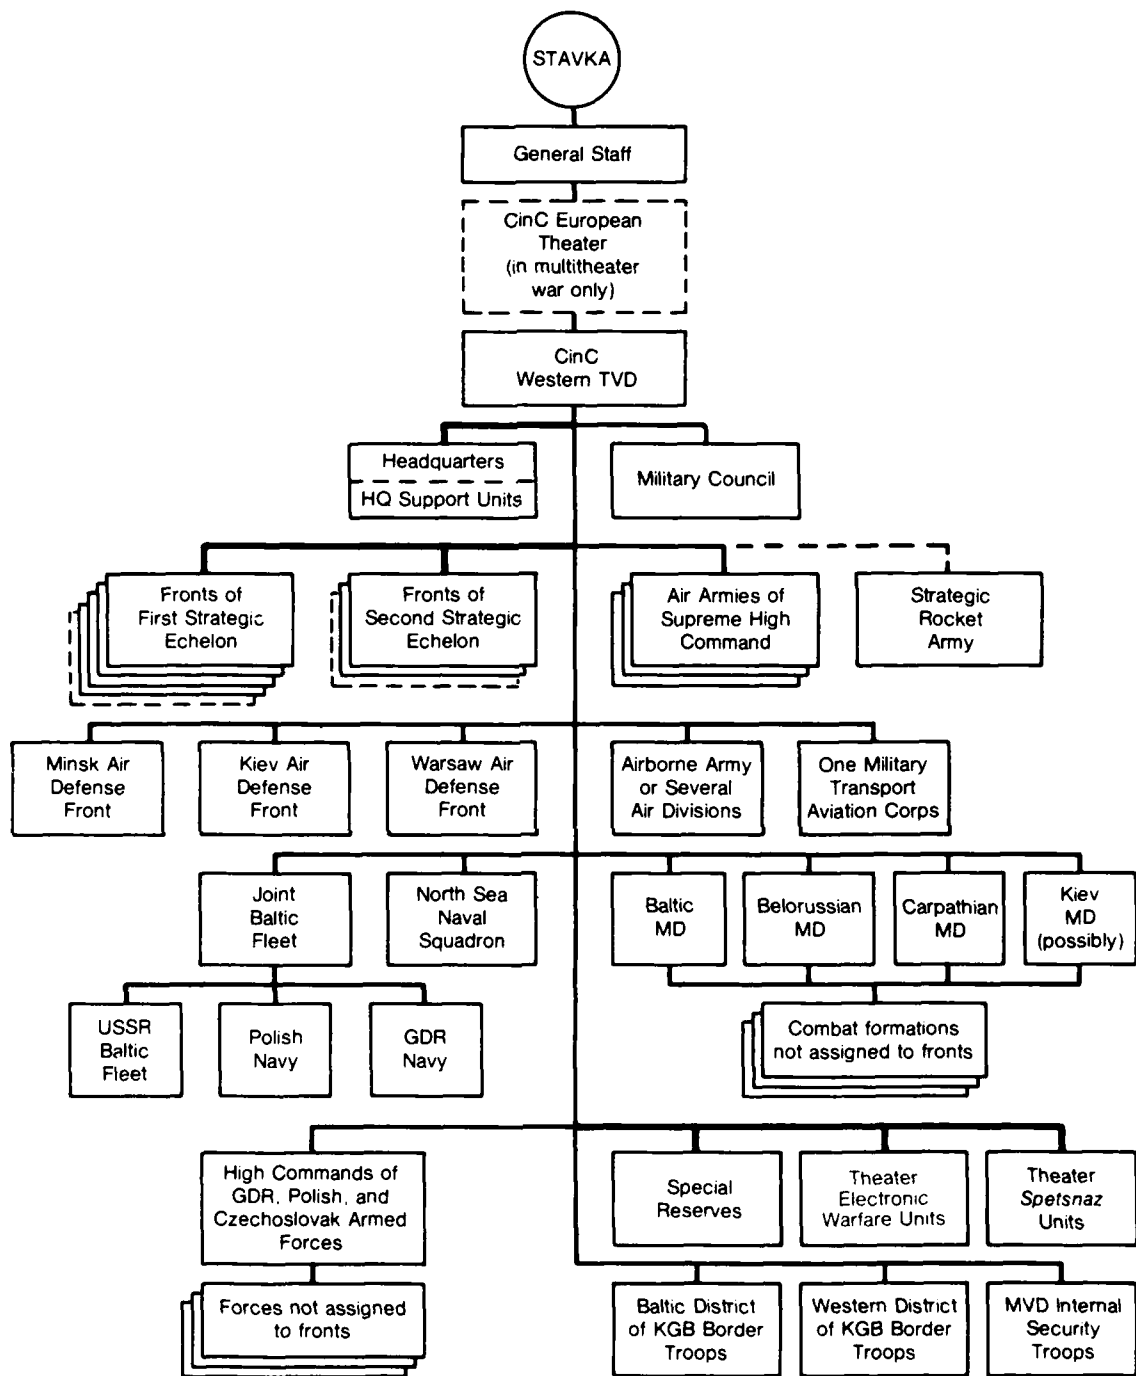 STAVKA
General Staff
CinC European
Theater
(in multitheater
war only)
CinC
Western TVD
Headquarters
HQ Support Units
Military Council
Fronts of
First Strategic
Echelon
Fronts of
Second Strategic
Echelon
Air Armies of
Supreme High
Command
Strategic
Rocket
Army
Minsk Air
Defense
Front
Kiev Air
Defense
Front
Warsaw Air
Defense
Front
Airborne Army
or Several
Air Divisions
One Military
Transport
Aviation Corps
Joint
Baltic
Fleet
North Sea
Naval
Squadron
Baltic
MD
Belorussian
MD
Carpathian
MD
Kiev
MD
(possibly)
USSR
Baltic
Fleet
Polish
Navy
GDR
Navy
Combat formations
not assigned to fronts
High Commands of
GDR, Polish, and
Czechoslovak Armed
Forces
Special
Reserves
Theater
Electronic
Warfare Units
Theater
Spetsnaz
Units
Forces not assigned
to fronts
Baltic District
of KGB Border
Troops
Western District
of KGB Border
Troops
MVD Internal
Security
Troops